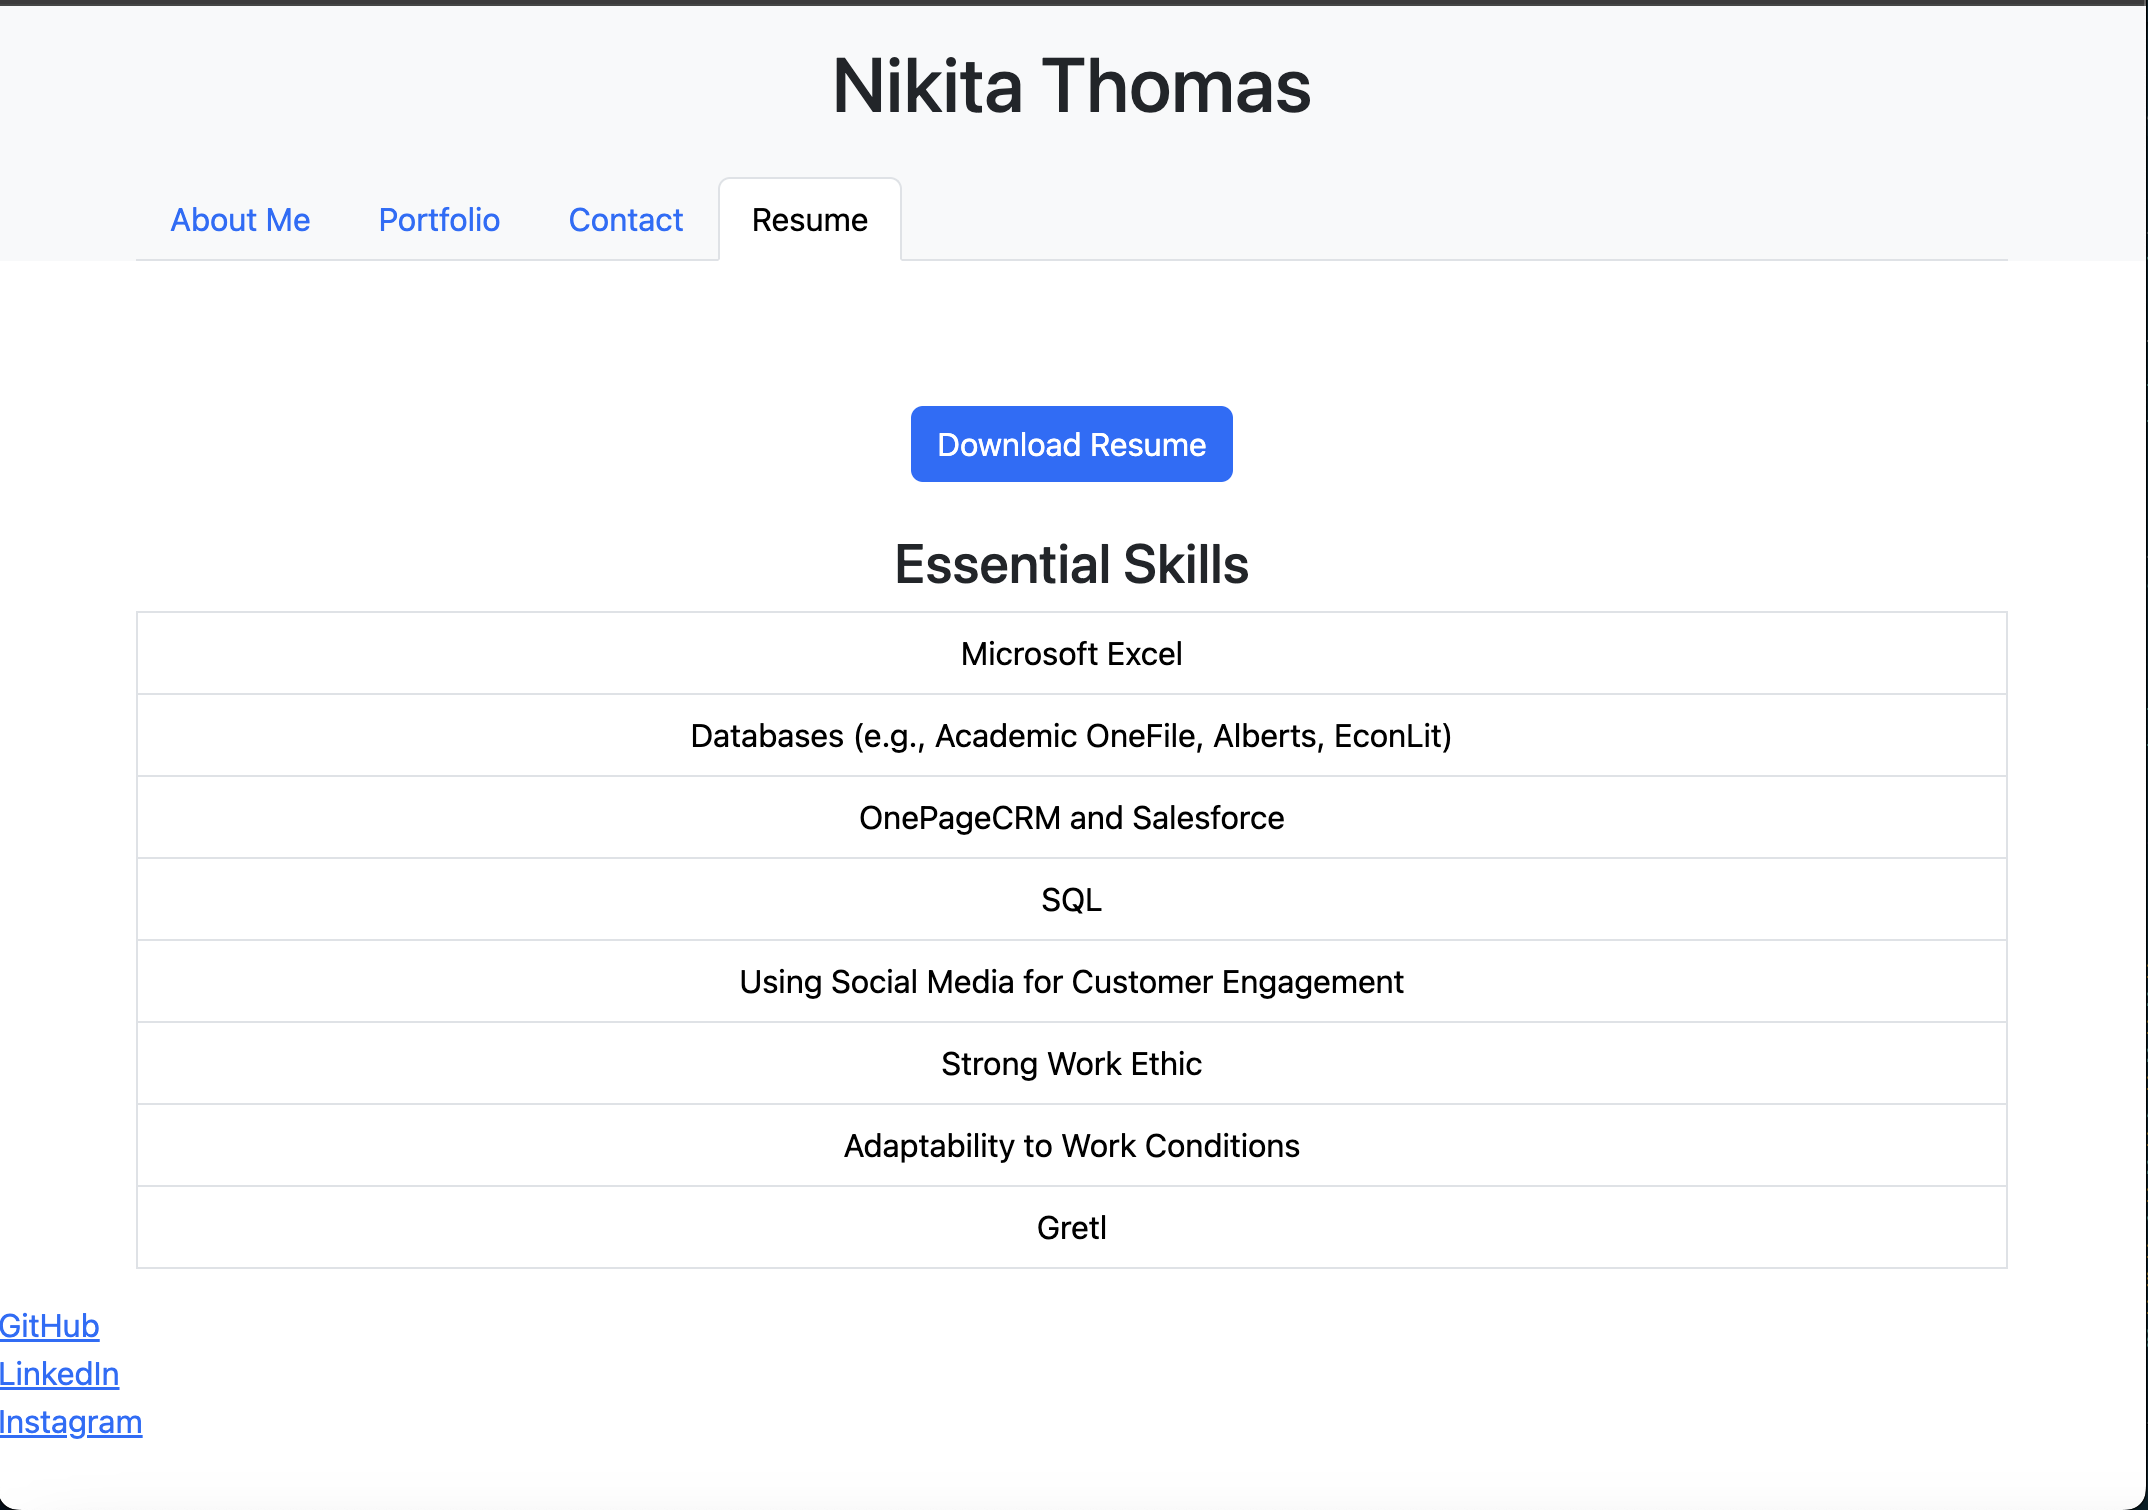 Nikita Thomas
About Me
Portfolio
Contact
Resume
Download Resume
Essential Skills
Microsoft Excel
Databases (e.g., Academic OneFile, Alberts, EconLit)
OnePageCRM and Salesforce
SQL
Using Social Media for Customer Engagement
Strong Work Ethic
Adaptability to Work Conditions
Gretl
GitHub
LinkedIn
Instagram